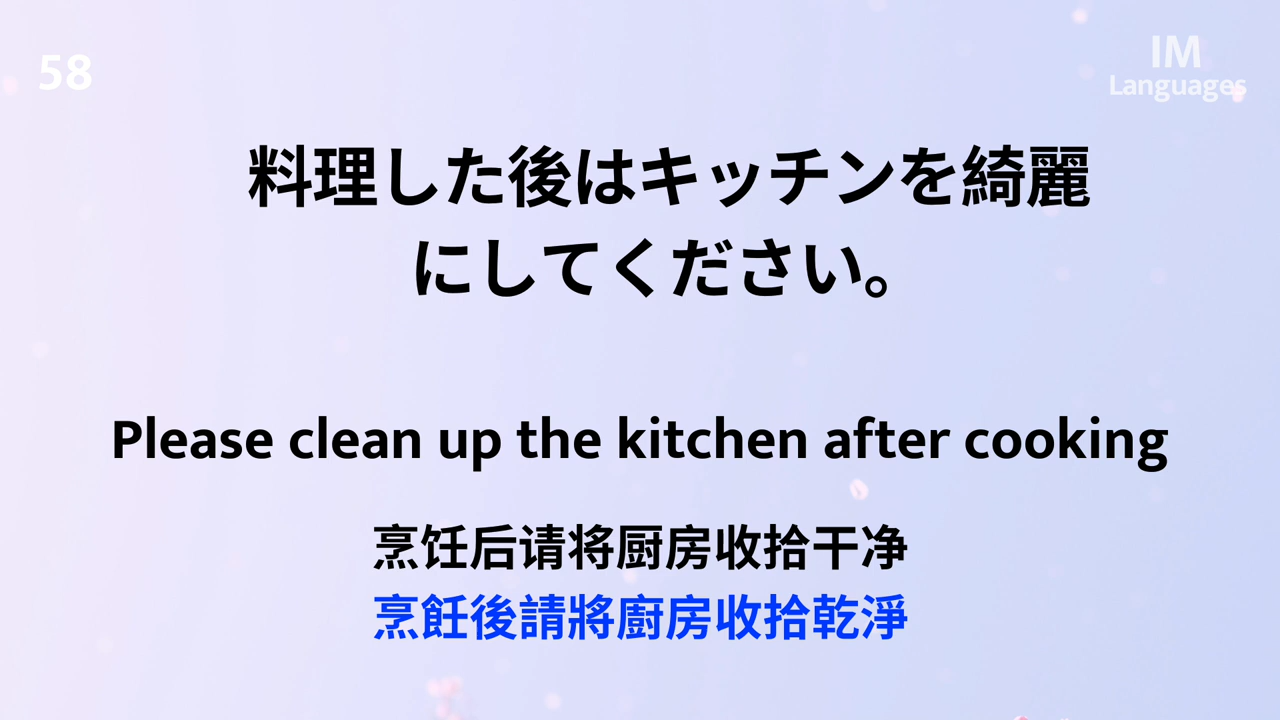 58
IM
Languages
料理した後はキッチンを綺麗
にしてください。
Please clean up the kitchen after cooking
烹饪后请将厨房收拾干净
烹飪後請將廚房收拾乾淨